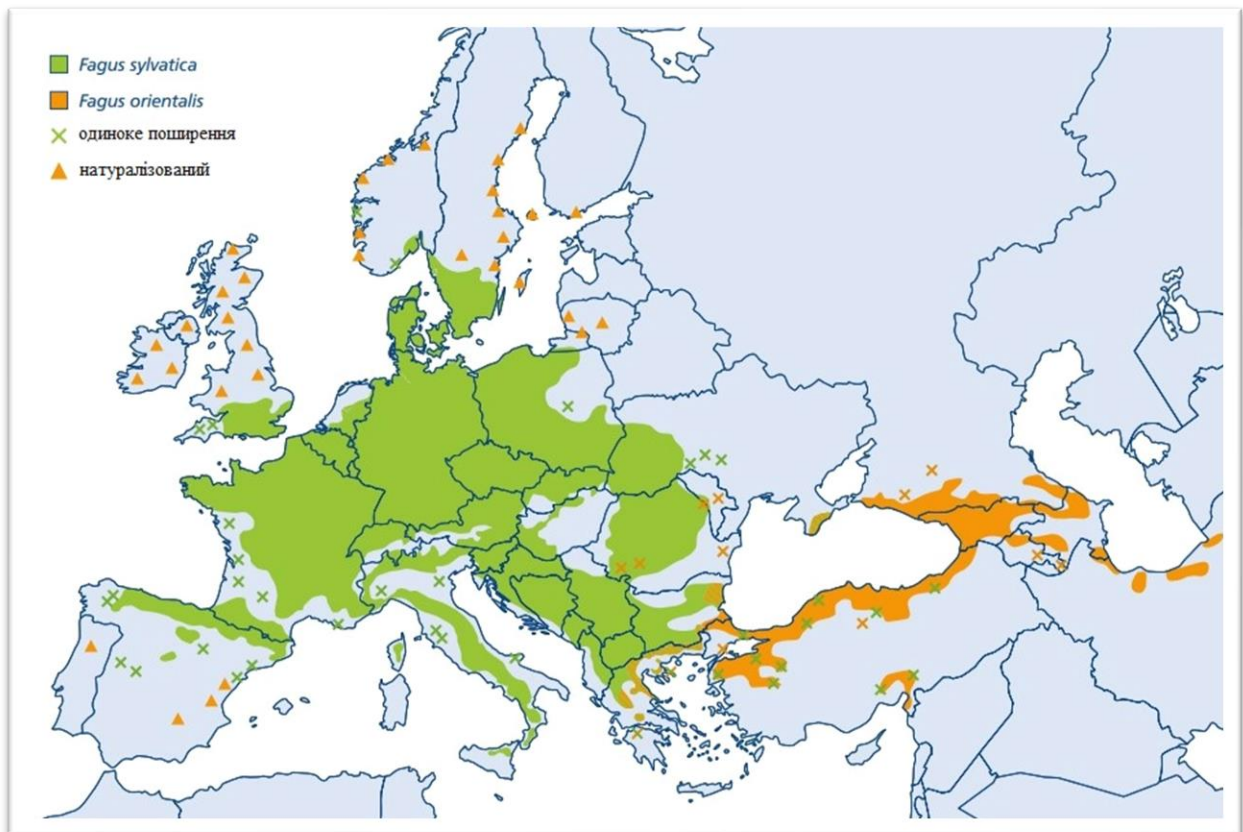 Fagus sylvatica
Fagus orientalis
одиноке поширення
натуралізований